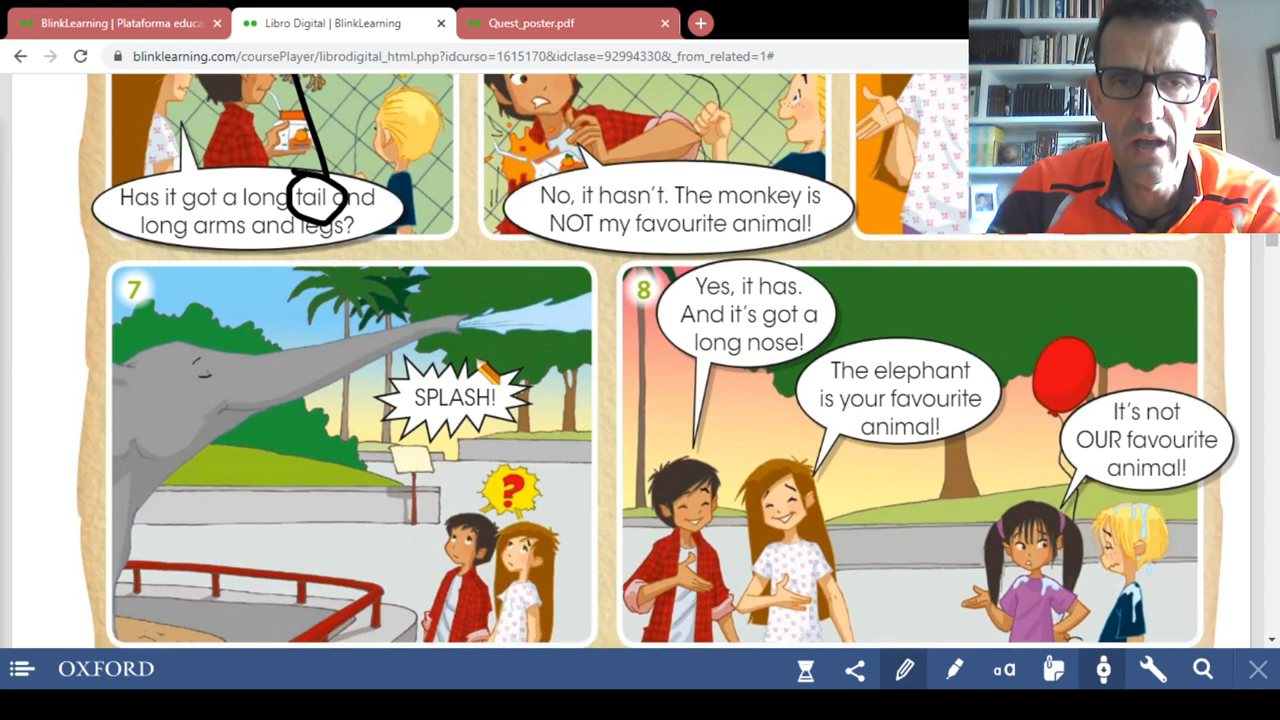 BlinkLearning | Plataforma educa
Libro Digital | BlinkLearning
Quest_poster.pdf
blinklearning.com/coursePlayer/librodigital_html.php?idcurso=1615170&idclase=92994330&_from_related=1#
Has it got a long tail and
long arms and legs?
No, it hasn't. The monkey is
NOT my favourite animal!
7
SPLASH!
?
8
Yes, it has.
And it's got a
long nose!
The elephant
is your favourite
animal!
It's not
OUR favourite
animal!
OXFORD
aA